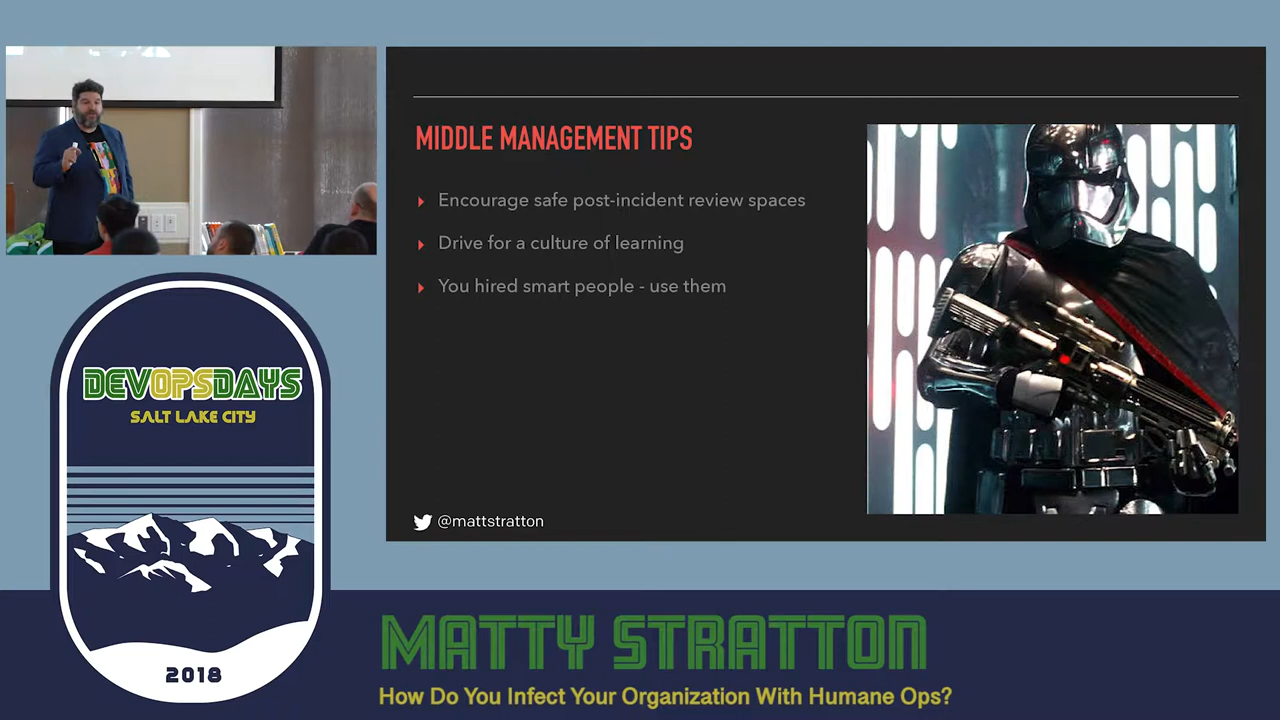 MIDDLE MANAGEMENT TIPS
Encourage safe post-incident review spaces
Drive for a culture of learning
You hired smart people - use them
@mattstratton
DEVOPSDAYS
SALT LAKE CITY
2018
MATTY STRATTON
How Do You Infect Your Organization With Humane Ops?